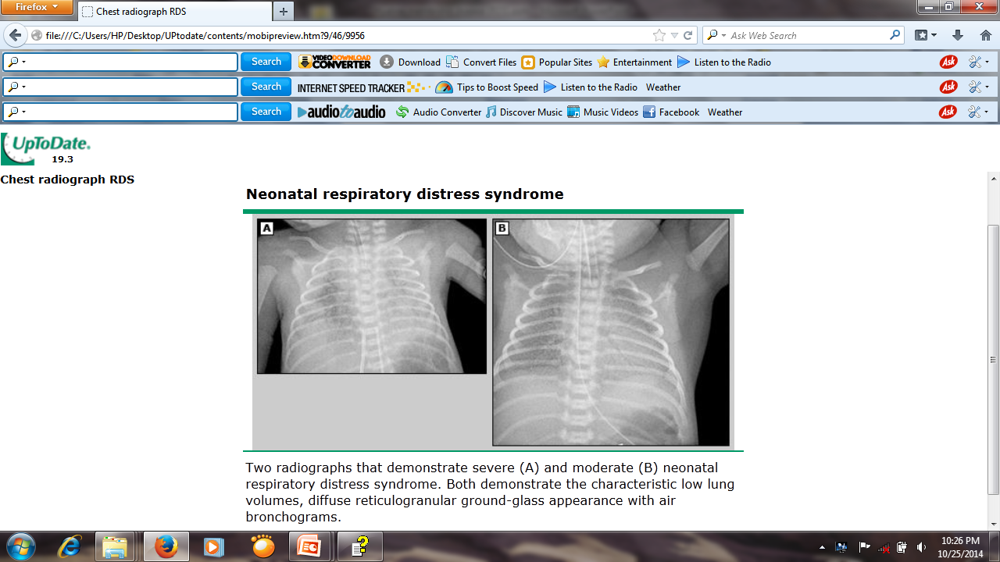 Firefox
Chest radiograph RDS
file:///C:/Users/HP/Desktop/UPtodate/contents/mobipreview.htm?9/46/9956
Ask Web Search
Search VIDEO DOWNLOAD CONVERTER Download Convert Files Popular Sites Entertainment Listen to the Radio Ask
Search INTERNET SPEED TRACKER Tips to Boost Speed Listen to the Radio Weather Ask
Search audiotoaudio Audio Converter Discover Music Music Videos Facebook Weather Ask
UpToDate.
19.3
Chest radiograph RDS
Neonatal respiratory distress syndrome
A B
Two radiographs that demonstrate severe (A) and moderate (B) neonatal
respiratory distress syndrome. Both demonstrate the characteristic low lung
volumes, diffuse reticulogranular ground-glass appearance with air
bronchograms.
10:26 PM
10/25/2014